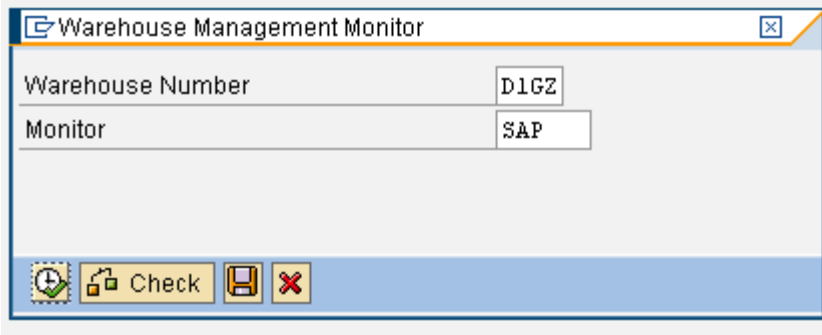 Warehouse Management Monitor
Warehouse Number D1GZ
Monitor SAP
Check